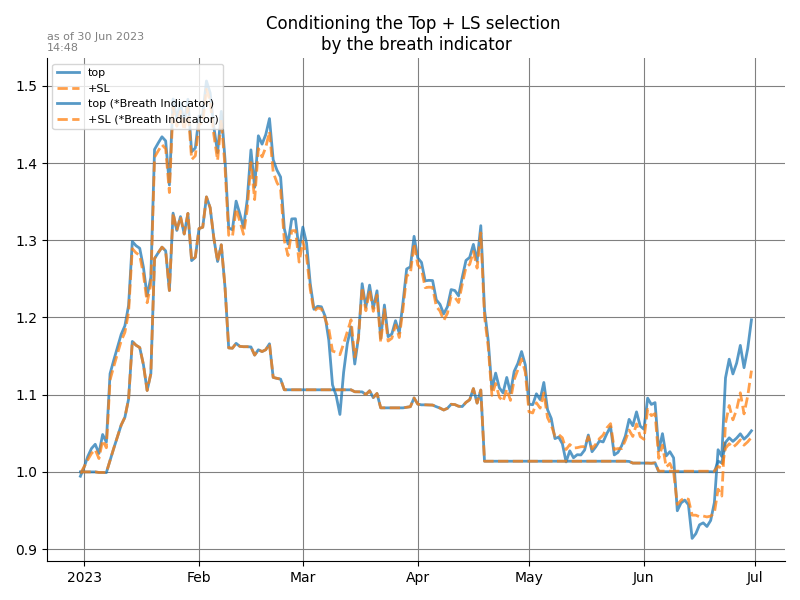 Conditioning the Top + LS selection
by the breath indicator
as of 30 Jun 2023
14:48
top
+SL
top (*Breath Indicator)
+SL (*Breath Indicator)
1.5
1.4
1.3
1.2
1.1
1.0
0.9
2023 Feb Mar Apr May Jun Jul